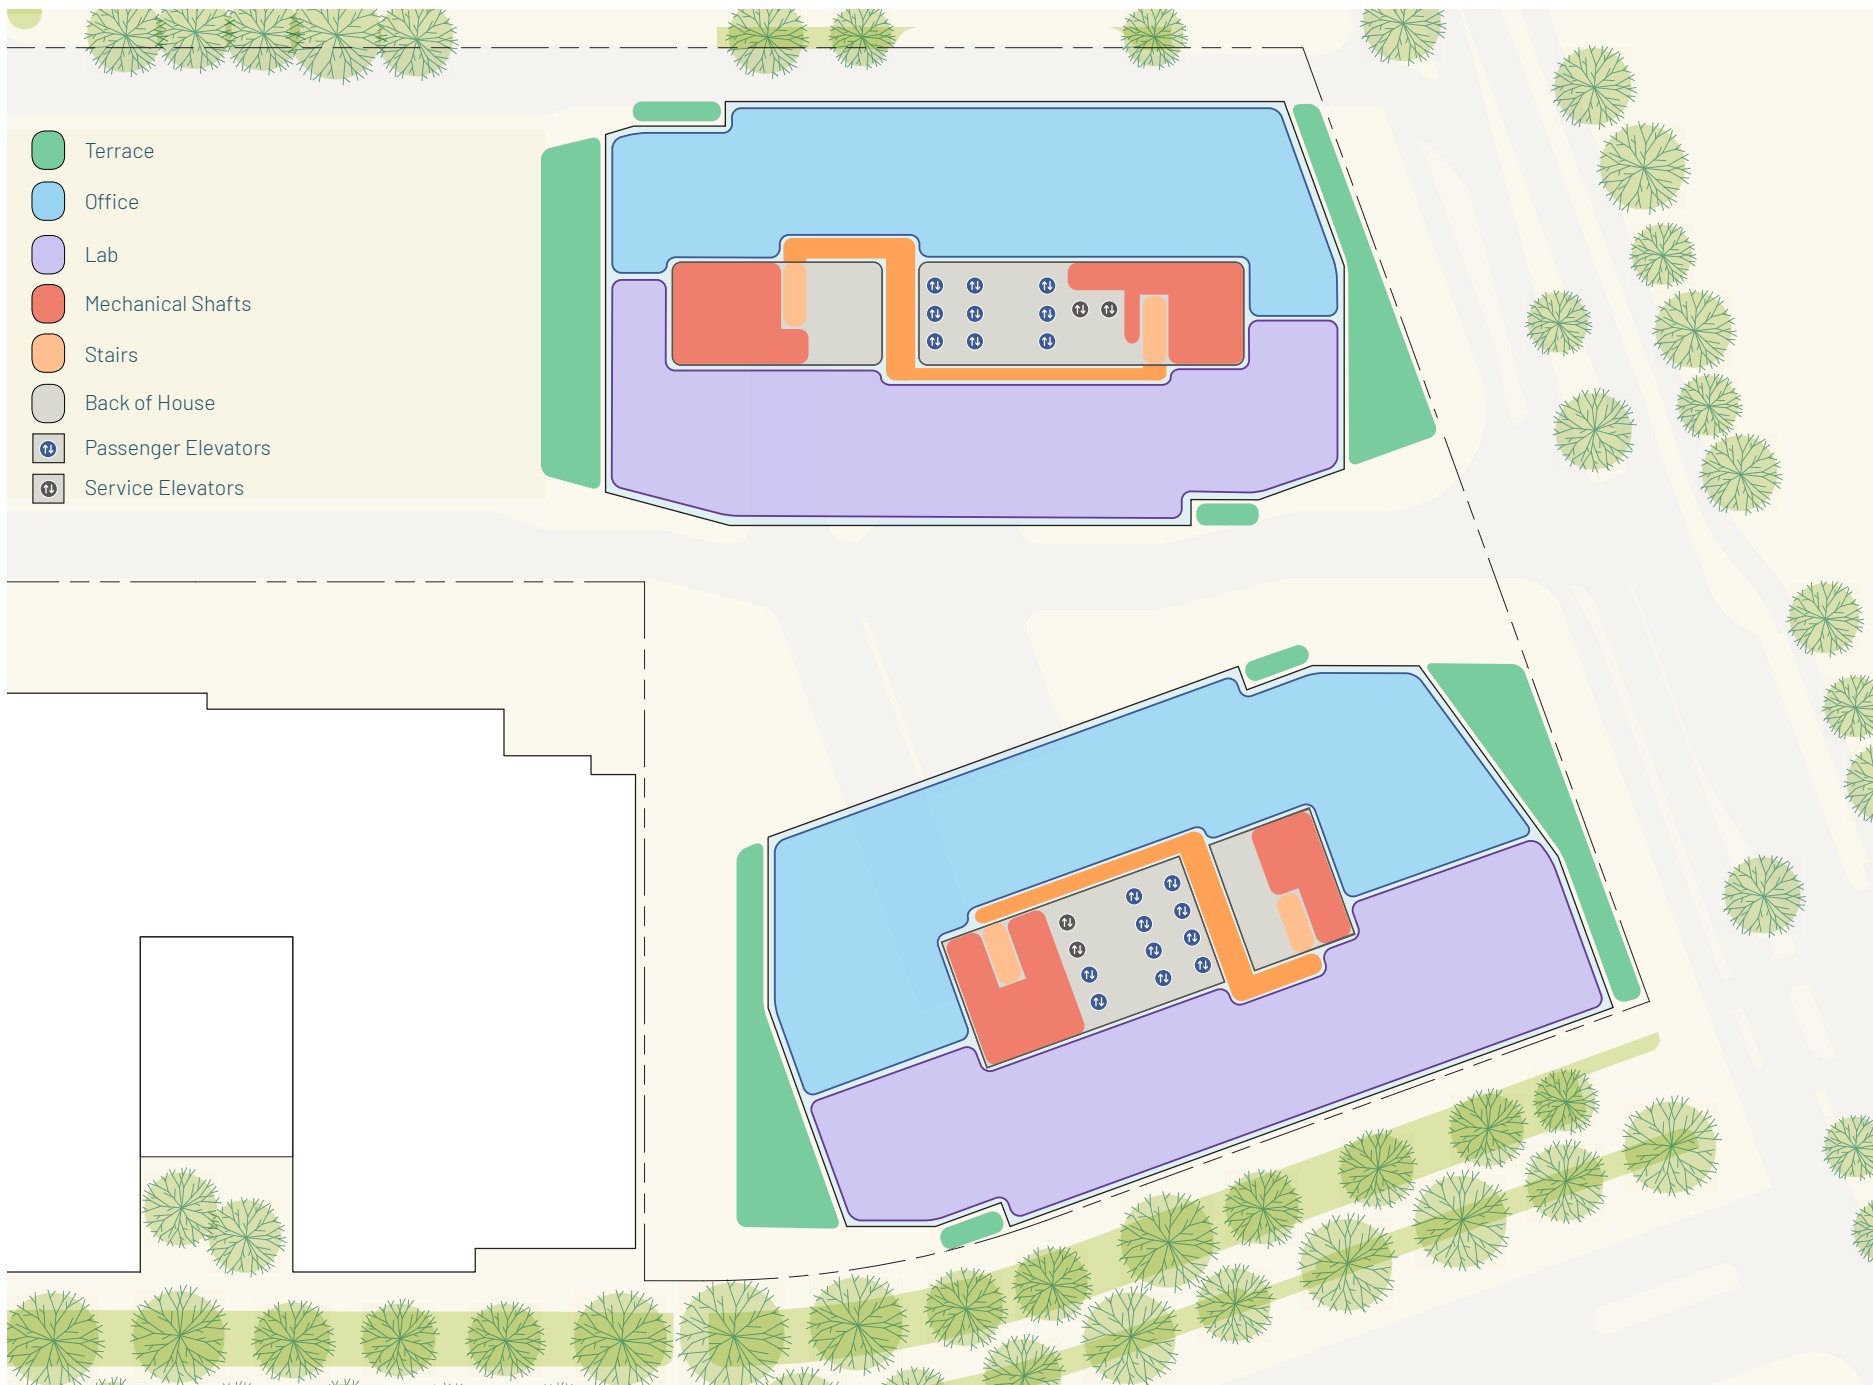 Terrace
Office
Lab
Mechanical Shafts
Stairs
Back of House
Passenger Elevators
Service Elevators